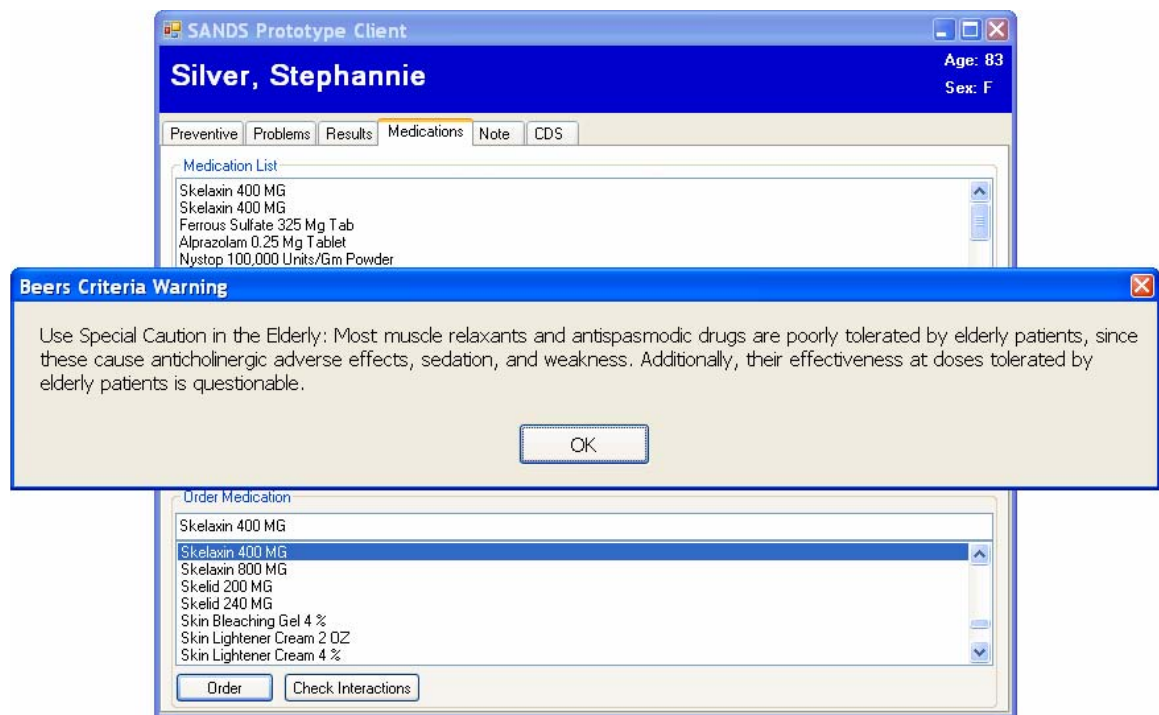 SANDS Prototype Client
Silver, Stephannie
Age: 83
Sex: F
Preventive Problems Results Medications Note CDS
Medication List
Skelaxin 400 MG
Skelaxin 400 MG
Ferrous Sulfate 325 Mg Tab
Alprazolam 0.25 Mg Tablet
Nystop 100,000 Units/Gm Powder
Beers Criteria Warning
Use Special Caution in the Elderly: Most muscle relaxants and antispasmodic drugs are poorly tolerated by elderly patients, since
these cause anticholinergic adverse effects, sedation, and weakness. Additionally, their effectiveness at doses tolerated by
elderly patients is questionable.
OK
Order Medication
Skelaxin 400 MG
Skelaxin 400 MG
Skelaxin 800 MG
Skelid 200 MG
Skelid 240 MG
Skin Bleaching Gel 4 %
Skin Lightener Cream 2 OZ
Skin Lightener Cream 4 %
Order Check Interactions